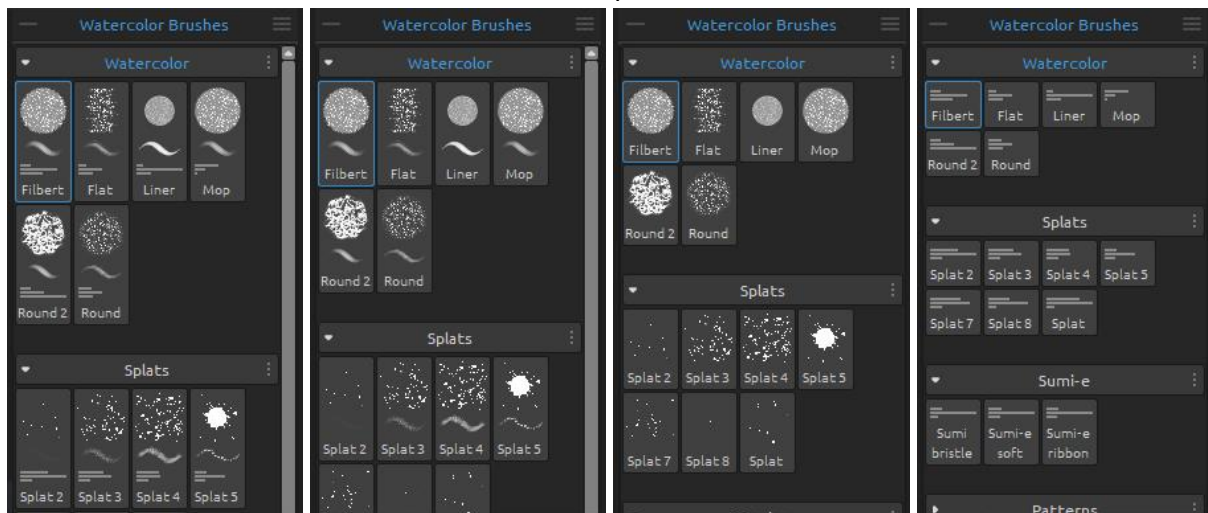 Watercolor Brushes
Watercolor
Filbert Flat Liner Mop
Round 2 Round
Splats
Splat 2 Splat 3 Splat 4 Splat 5
Watercolor Brushes
Watercolor
Filbert Flat Liner Mop
Round 2 Round
Splats
Splat 2 Splat 3 Splat 4 Splat 5
Watercolor Brushes
Watercolor
Filbert Flat Liner Mop
Round 2 Round
Splats
Splat 2 Splat 3 Splat 4 Splat 5
Splat 7 Splat 8 Splat
Watercolor Brushes
Watercolor
Filbert Flat Liner Mop
Round 2 Round
Splats
Splat 2 Splat 3 Splat 4 Splat 5
Splat 7 Splat 8 Splat
Sumi-e
Sumi Sumi-e Sumi-e
bristle soft ribbon
Patterns